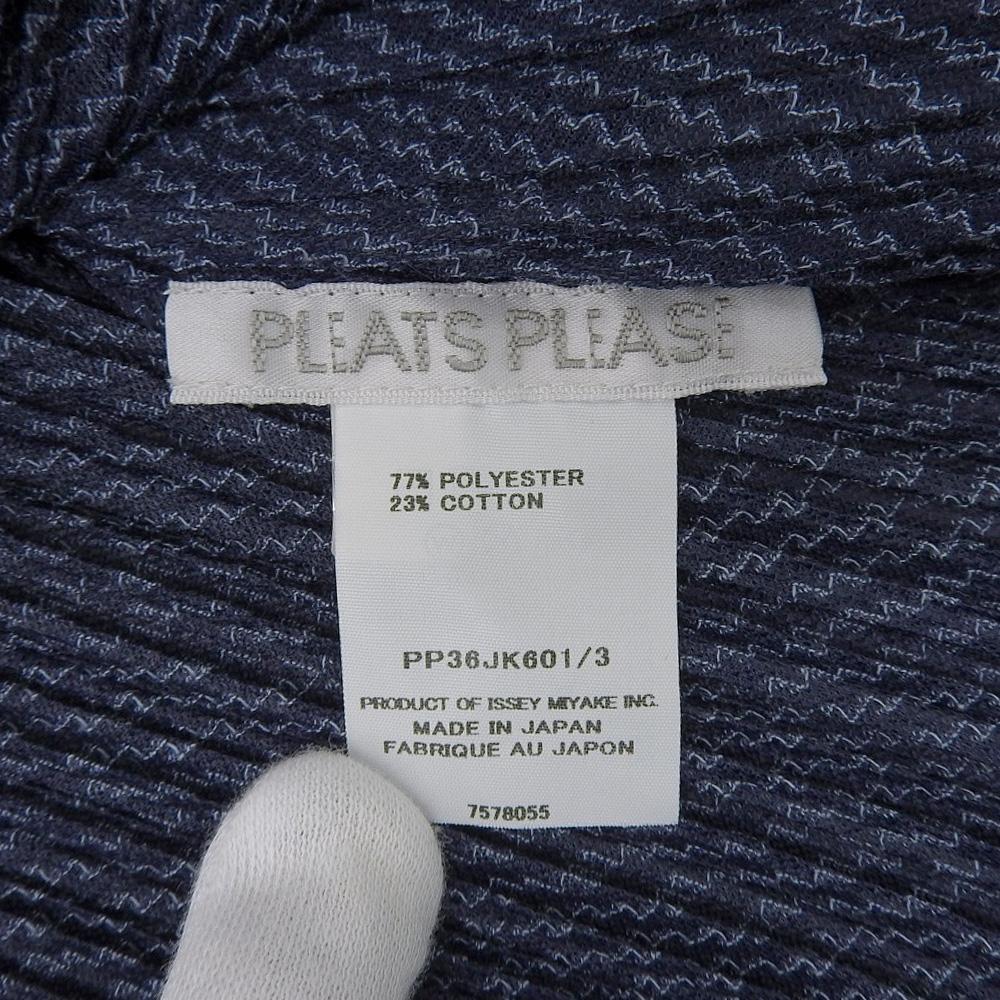 PLEATS PLEASE
77% POLYESTER
23% COTTON
PP36JK601/3
PRODUCT OF ISSEY MIYAKE INC.
MADE IN JAPAN
FABRIQUE AU JAPON
7578055